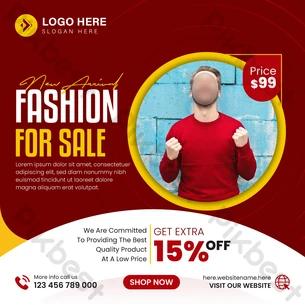 LOGO HERE
SLOGAN HERE
New Arrival
FASHION
FOR SALE
Price
$99
Lorem ipsum dolor sit amet, consectetuer
adipiscing elit, sed diam nonummy nibh
euismod tincidunt ut laoreet dolore
magna aliquam erat volutpat.
We Are Committed
To Providing The Best
Quality Product
At A Low Price
GET EXTRA
15% OFF
Call us for more
123 456 789 000
SHOP NOW
here.websitename.here
VISIT OUR WEBSITE